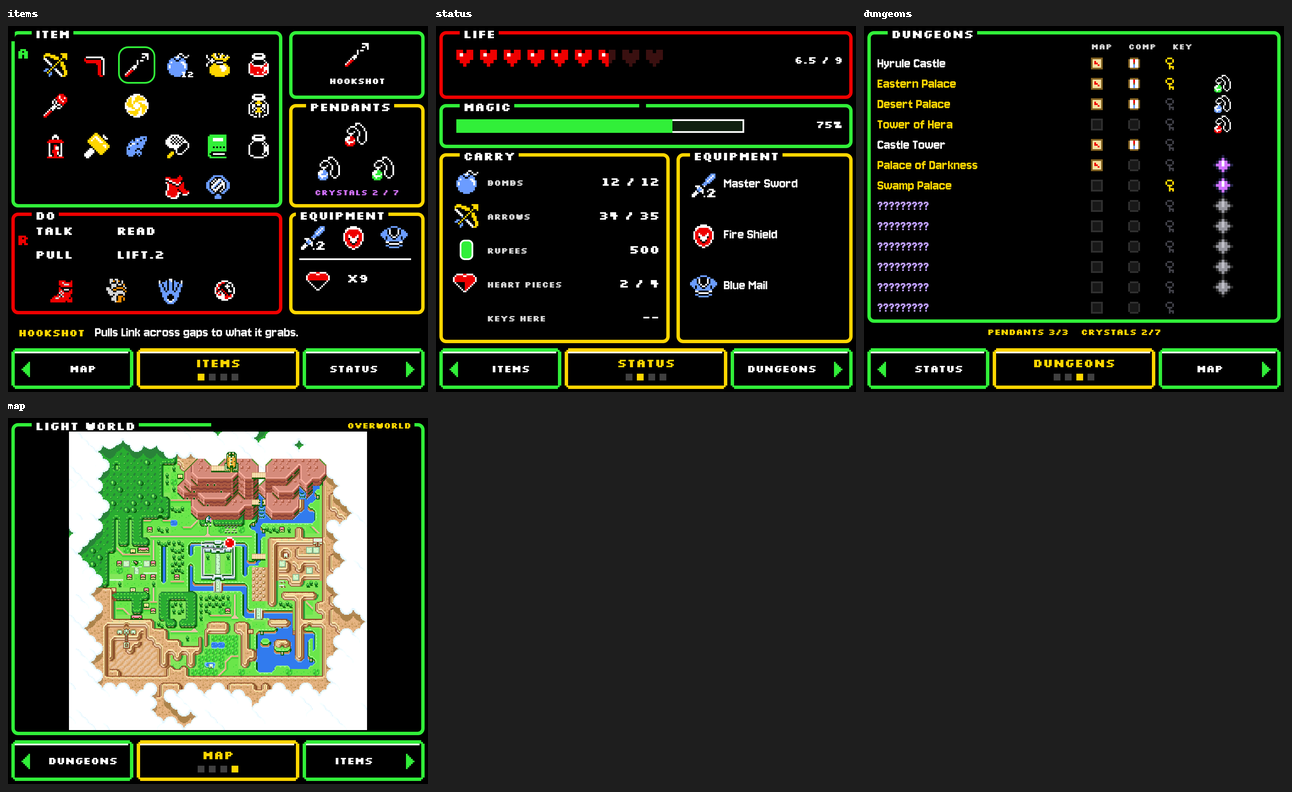 items
ITEM
A
12
HOOKSHOT
PENDANTS
CRYSTALS 2 / 7
DO
R
TALK READ
PULL LIFT.2
EQUIPMENT
.2
X9
HOOKSHOT Pulls Link across gaps to what it grabs.
MAP
ITEMS
STATUS
status
LIFE
6.5 / 9
MAGIC
75%
CARRY
BOMBS 12 / 12
ARROWS 34 / 35
RUPEES 500
HEART PIECES 2 / 4
KEYS HERE --
EQUIPMENT
.2 Master Sword
Fire Shield
Blue Mail
ITEMS
STATUS
DUNGEONS
dungeons
DUNGEONS
MAP COMP KEY
Hyrule Castle
Eastern Palace
Desert Palace
Tower of Hera
Castle Tower
Palace of Darkness
Swamp Palace
?????????
?????????
?????????
?????????
?????????
?????????
PENDANTS 3/3 CRYSTALS 2/7
STATUS
DUNGEONS
MAP
map
LIGHT WORLD
OVERWORLD
DUNGEONS
MAP
ITEMS